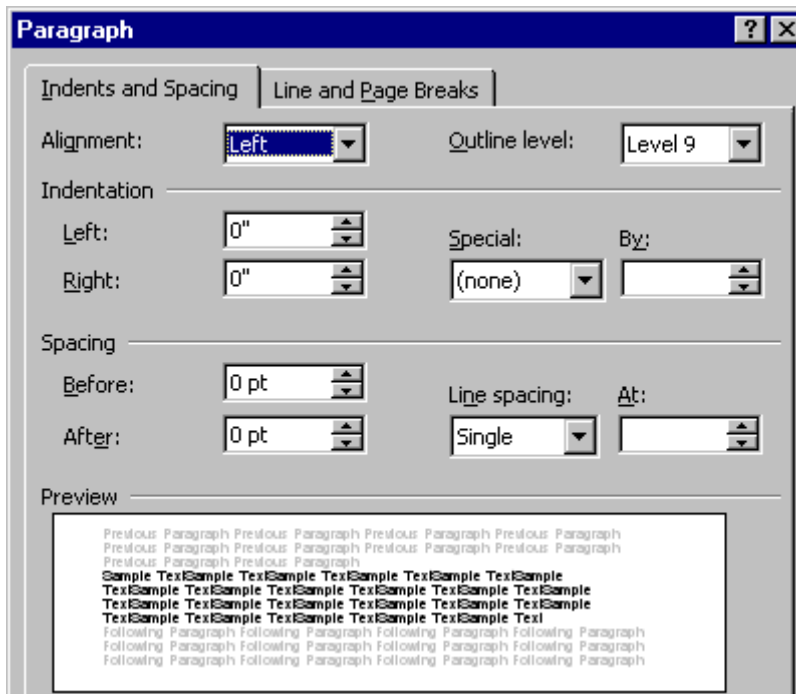 Paragraph
Indents and Spacing Line and Page Breaks
Alignment: Left Outline level: Level 9
Indentation
Left: 0" Special: By:
Right: 0" (none)
Spacing
Before: 0 pt Line spacing: At:
After: 0 pt Single
Preview
Previous Paragraph Previous Paragraph Previous Paragraph Previous Paragraph
Previous Paragraph Previous Paragraph Previous Paragraph Previous Paragraph
Previous Paragraph Previous Paragraph
Sample TextSample TextSample TextSample TextSample TextSample
TextSample TextSample TextSample TextSample TextSample TextSample
TextSample TextSample TextSample TextSample TextSample TextSample
TextSample TextSample TextSample TextSample TextSample Text
Following Paragraph Following Paragraph Following Paragraph Following Paragraph
Following Paragraph Following Paragraph Following Paragraph Following Paragraph
Following Paragraph Following Paragraph Following Paragraph Following Paragraph